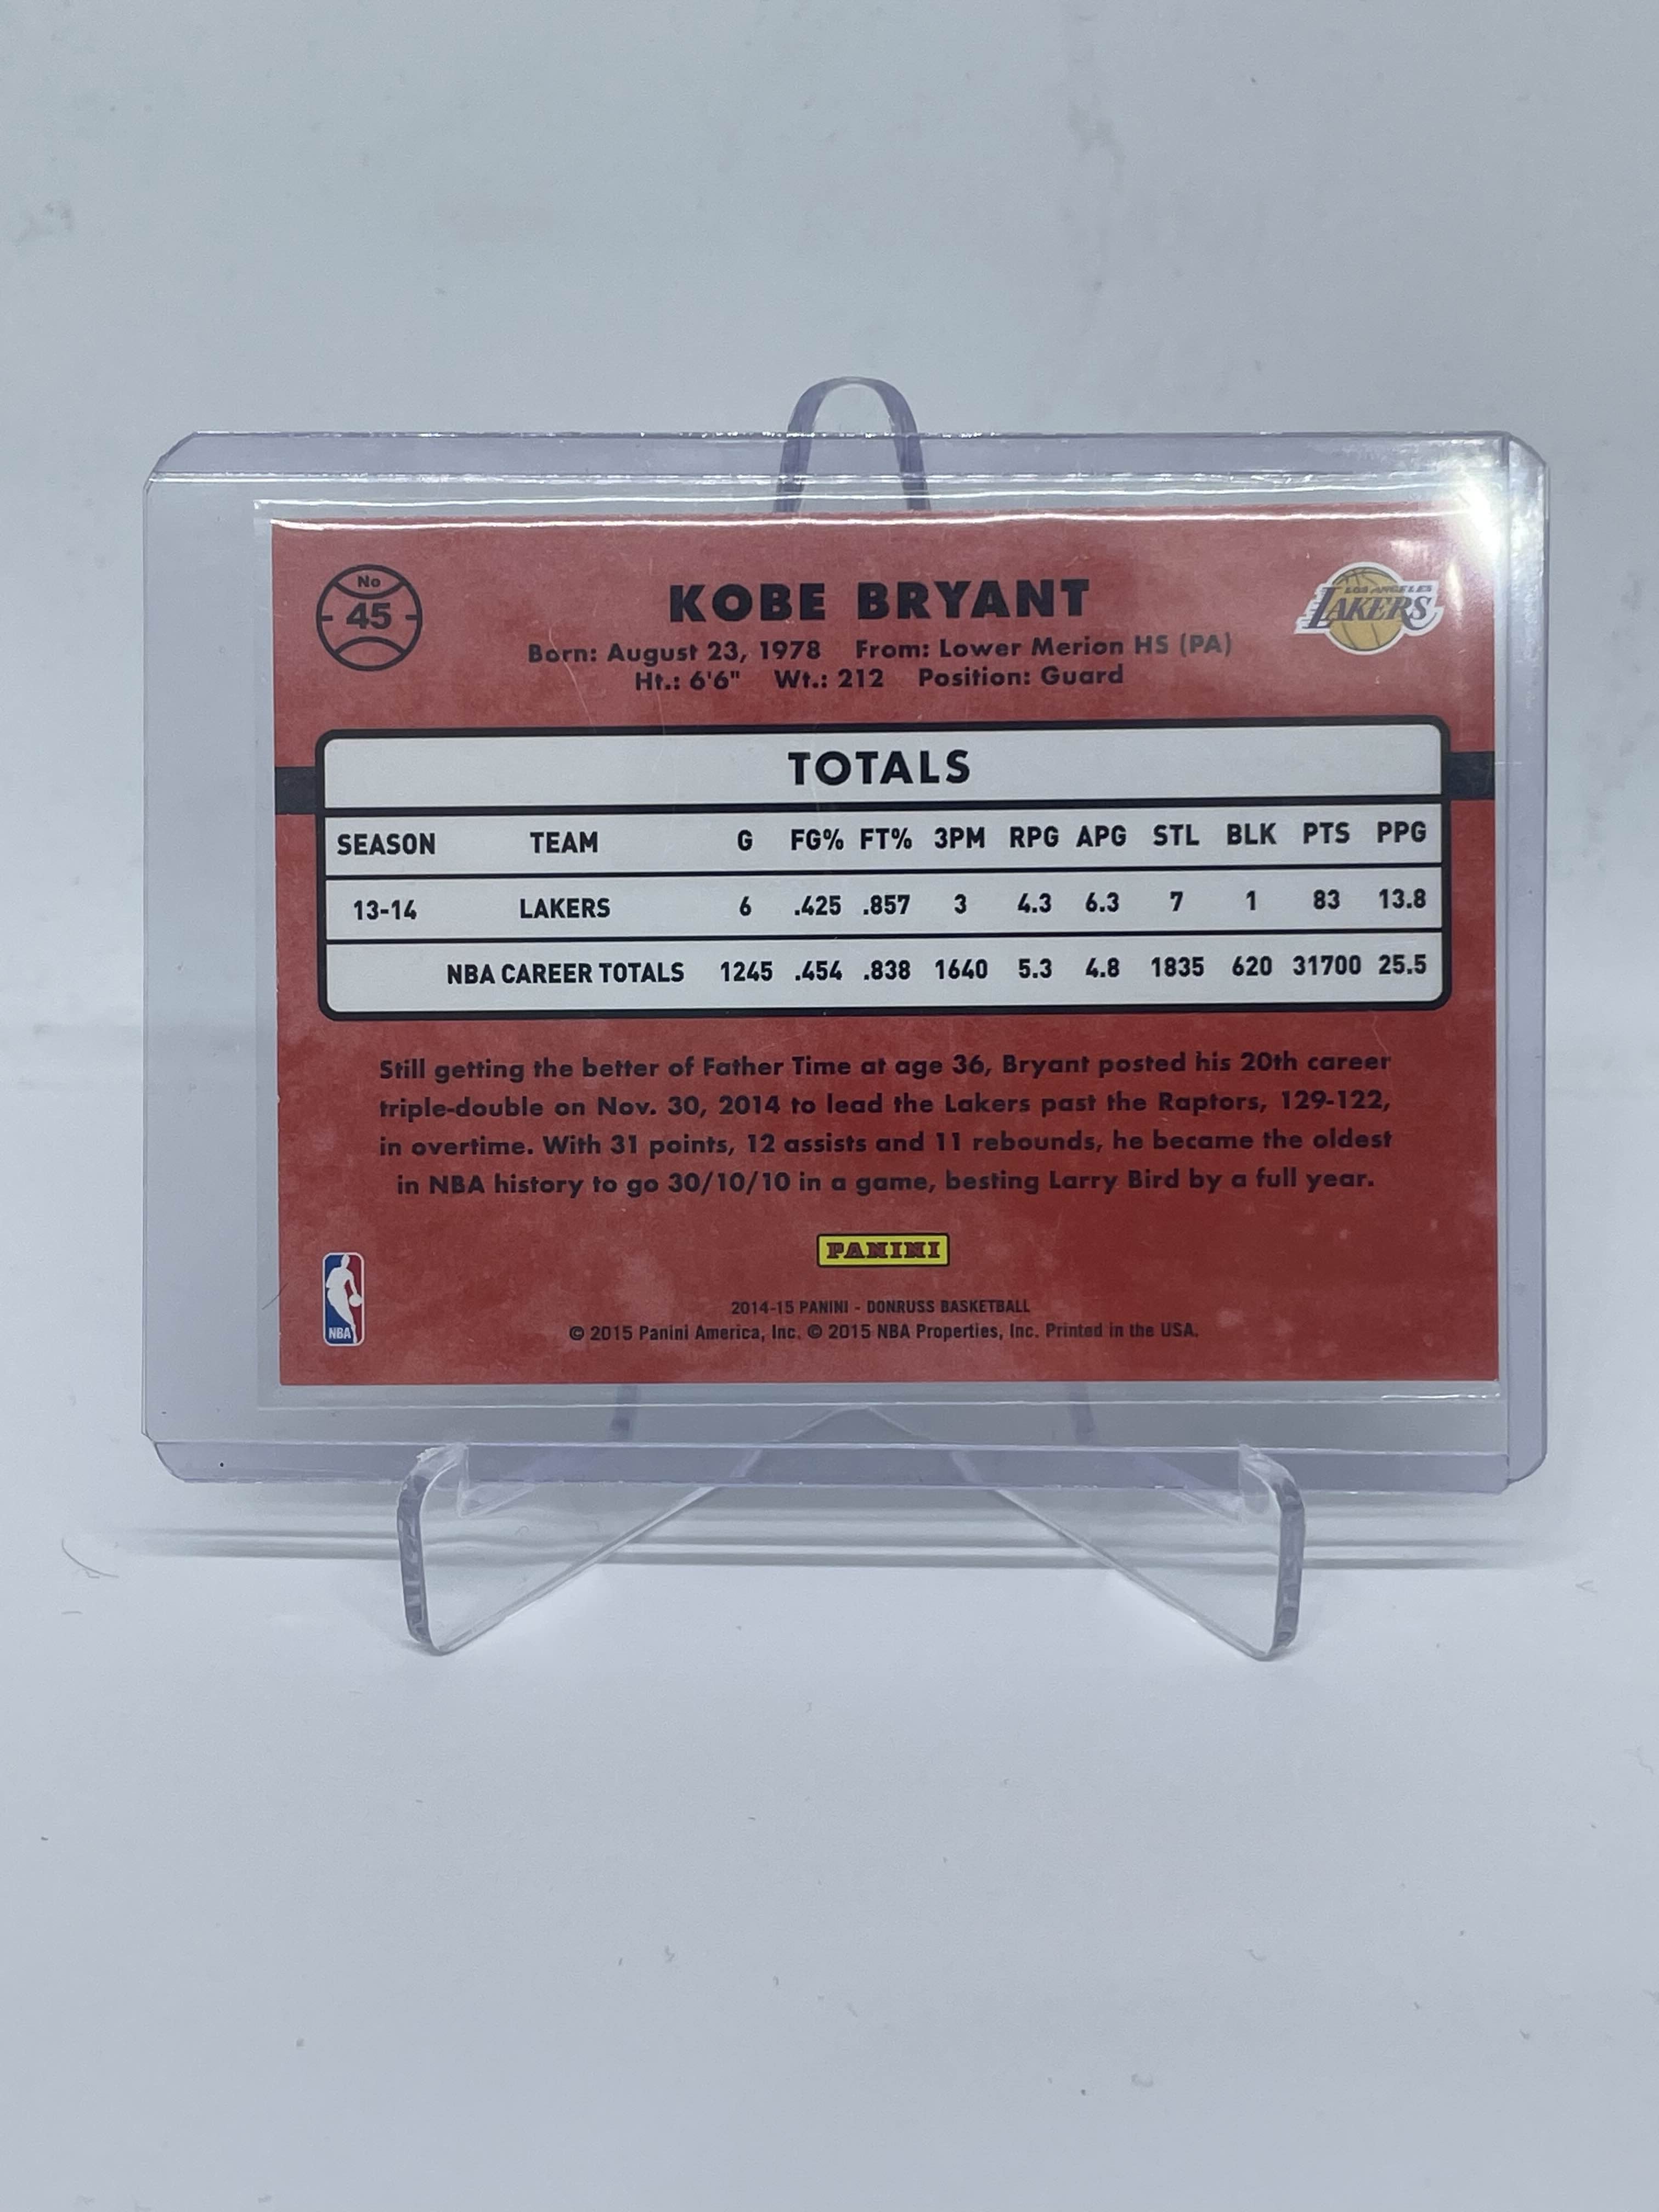 No
45
KOBE BRYANT
Born: August 23, 1978 From: Lower Merion HS (PA)
Ht.: 6'6" Wt.: 212 Position: Guard
LOS ANGELES
LAKERS
TOTALS
SEASON TEAM G FG% FT% 3PM RPG APG STL BLK PTS PPG
13-14 LAKERS 6 .425 .857 3 4.3 6.3 7 1 83 13.8
NBA CAREER TOTALS 1245 .454 .838 1640 5.3 4.8 1835 620 31700 25.5
Still getting the better of Father Time at age 36, Bryant posted his 20th career
triple-double on Nov. 30, 2014 to lead the Lakers past the Raptors, 129-122,
in overtime. With 31 points, 12 assists and 11 rebounds, he became the oldest
in NBA history to go 30/10/10 in a game, besting Larry Bird by a full year.
PANINI
NBA
2014-15 PANINI - DONRUSS BASKETBALL
© 2015 Panini America, Inc. © 2015 NBA Properties, Inc. Printed in the USA.